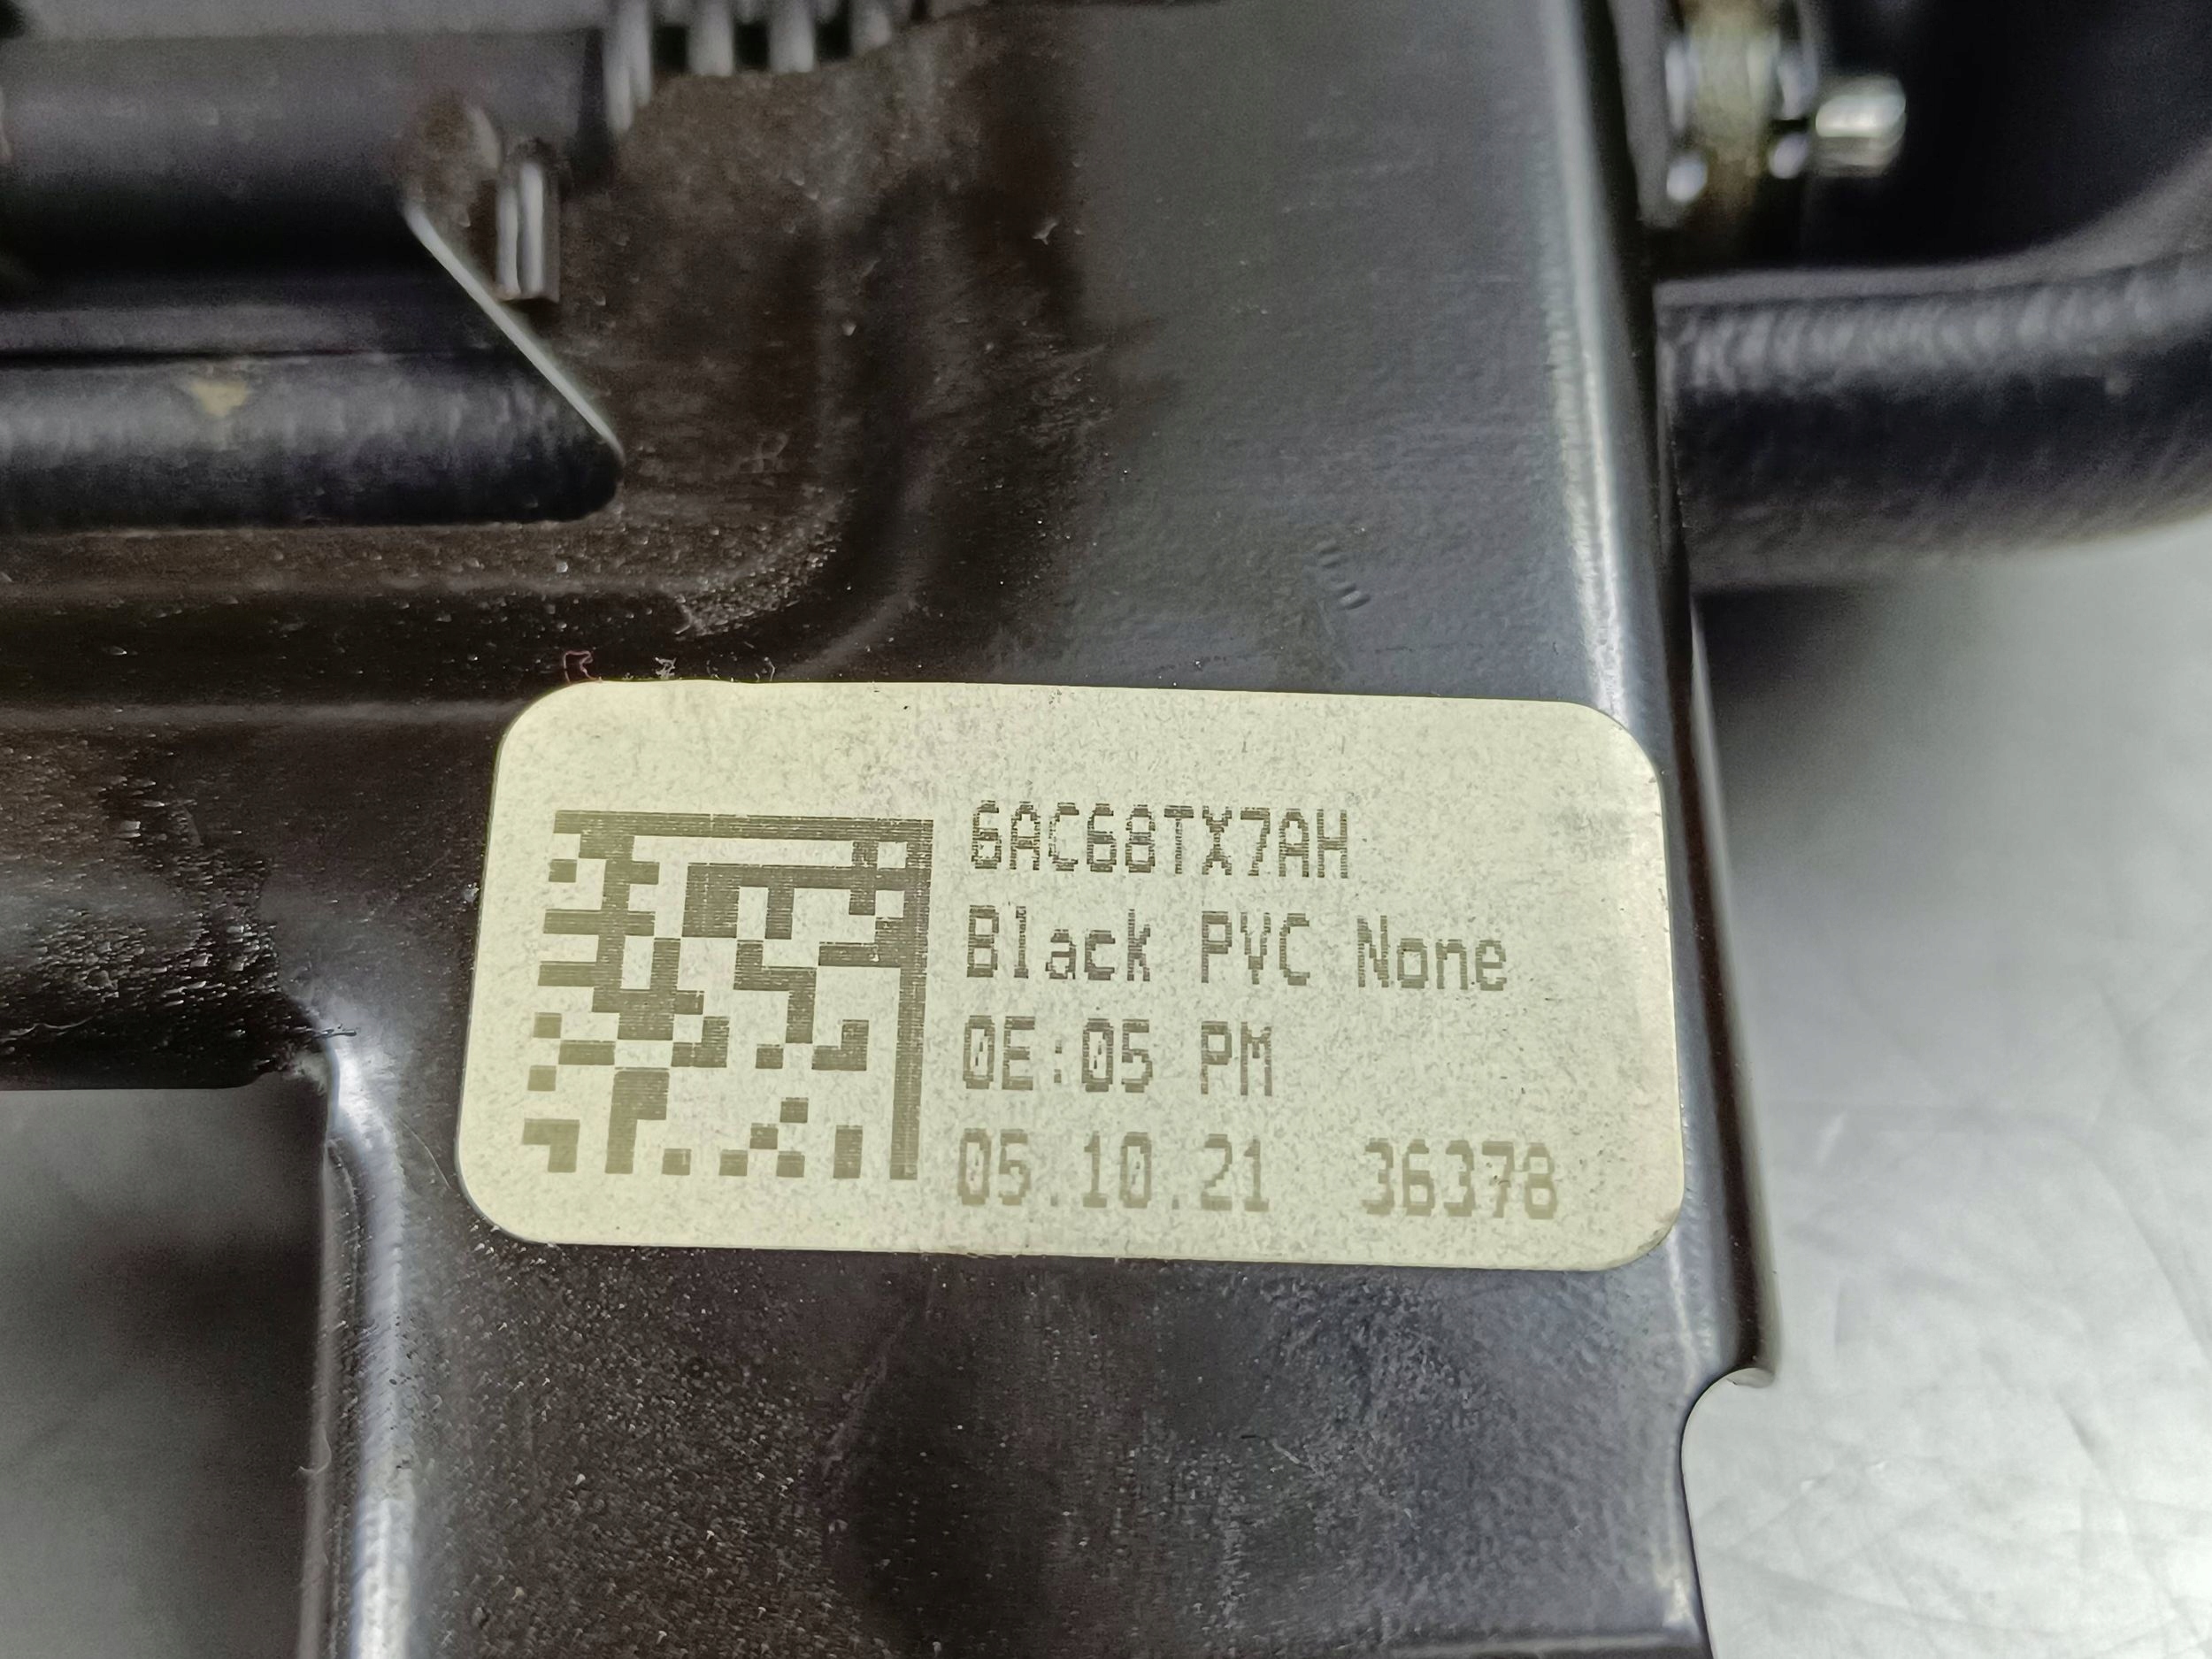 6AC68TX7AH
Black PVC None
0E:05 PM
05.10.21 36378